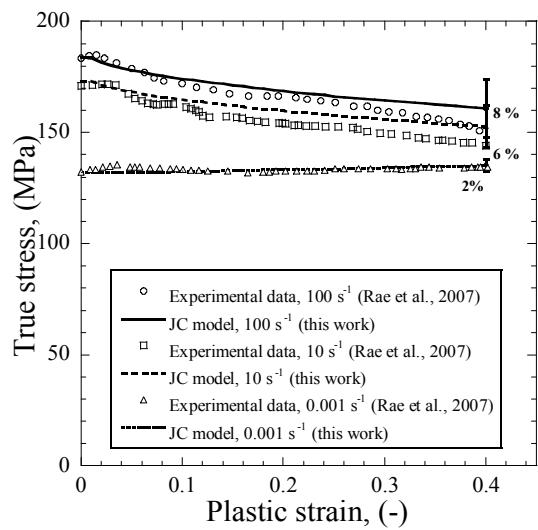 200
150
100
50
0
0
0.1
0.2
0.3
0.4
0.5
True stress, (MPa)
Plastic strain, (-)
8 %
6 %
2%
Experimental data, 100 s⁻¹ (Rae et al., 2007)
JC model, 100 s⁻¹ (this work)
Experimental data, 10 s⁻¹ (Rae et al., 2007)
JC model, 10 s⁻¹ (this work)
Experimental data, 0.001 s⁻¹ (Rae et al., 2007)
JC model, 0.001 s⁻¹ (this work)